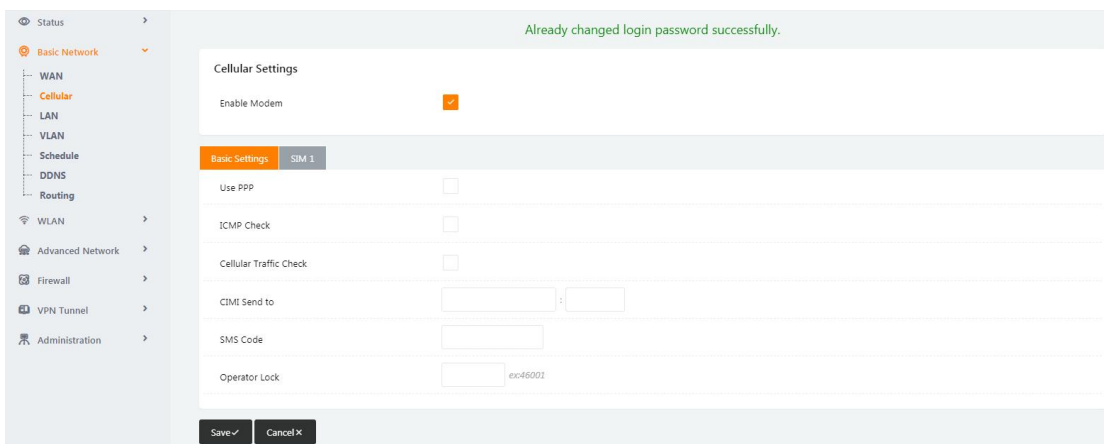 Status
Basic Network
WAN
Cellular
LAN
VLAN
Schedule
DDNS
Routing
WLAN
Advanced Network
Firewall
VPN Tunnel
Administration
Already changed login password successfully.
Cellular Settings
Enable Modem
Basic Settings SIM 1
Use PPP
ICMP Check
Cellular Traffic Check
CIMI Send to :
SMS Code
Operator Lock ex:46001
Save Cancel